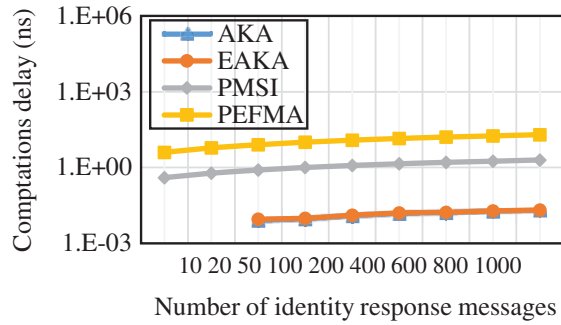 1.E+06
1.E+03
1.E+00
1.E-03
Comptations delay (ns)
AKA
EAKA
PMSI
PEFMA
10 20 50 100 200 400 600 800 1000
Number of identity response messages